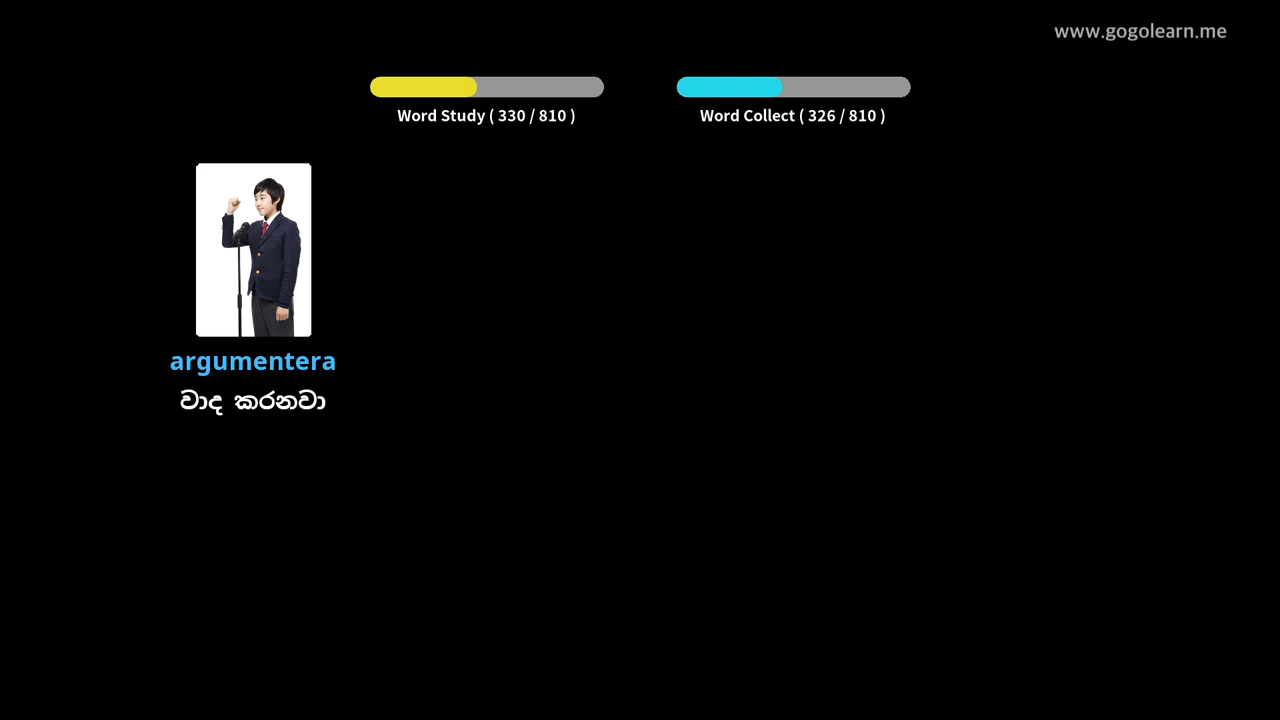 www.gogolearn.me
Word Study ( 330 / 810 )
Word Collect ( 326 / 810 )
argumentera
වාද කරනවා